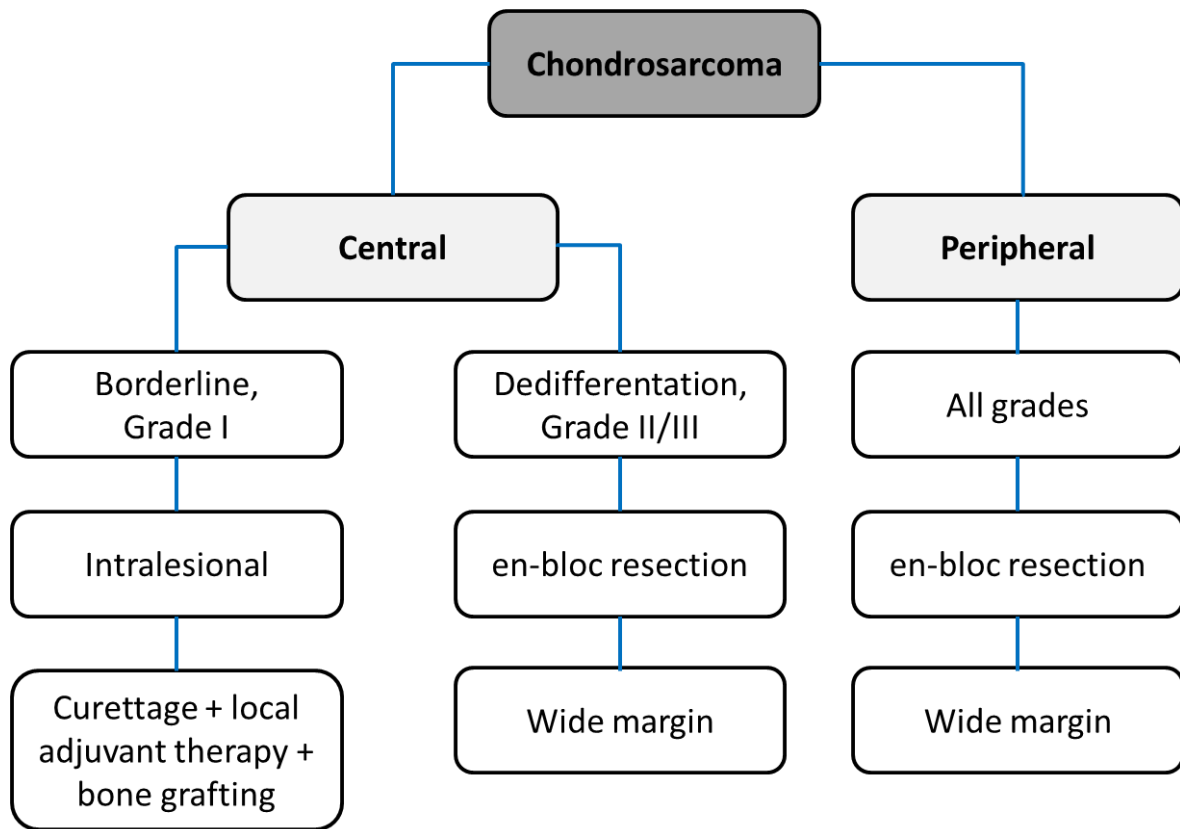 Chondrosarcoma
Central
Peripheral
Borderline,
Grade I
Dedifferentation,
Grade II/III
All grades
Intralesional
en-bloc resection
en-bloc resection
Curettage + local
adjuvant therapy +
bone grafting
Wide margin
Wide margin